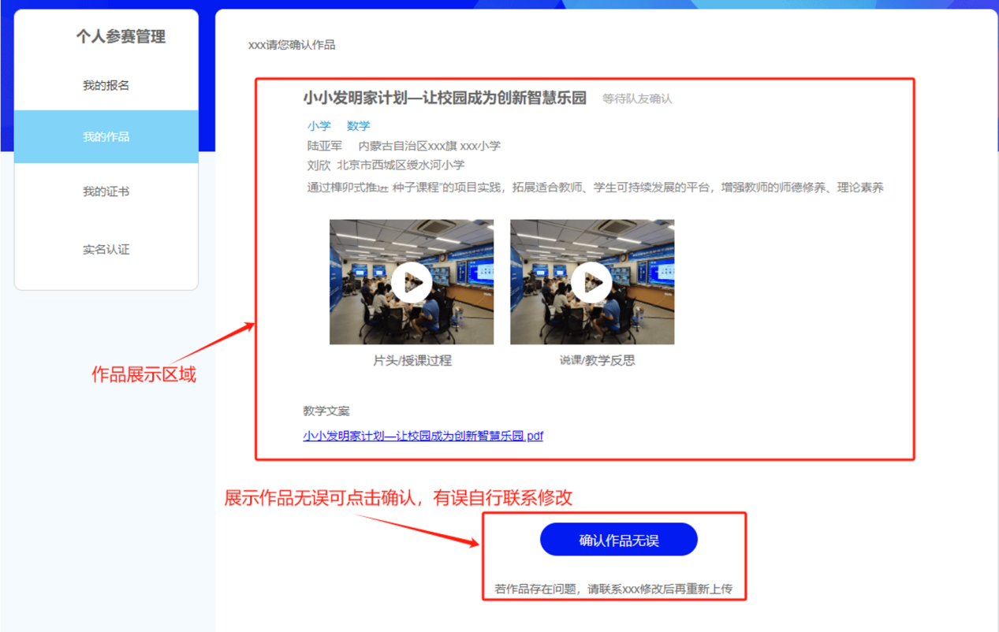 个人参赛管理
我的报名
我的作品
我的证书
实名认证
xxx请您确认作品
小小发明家计划—让校园成为创新智慧乐园 等待队友确认
小学 数学
陆亚军 内蒙古自治区xxx旗 xxx小学
刘欣 北京市西城区绶水河小学
通过榫卯式推进 种子课程”的项目实践，拓展适合教师、学生可持续发展的平台，增强教师的师德修养、理论素养
片头/授课过程 说课/教学反思
教学文案
小小发明家计划—让校园成为创新智慧乐园.pdf
作品展示区域
展示作品无误可点击确认，有误自行联系修改
确认作品无误
若作品存在问题，请联系xxx修改后再重新上传